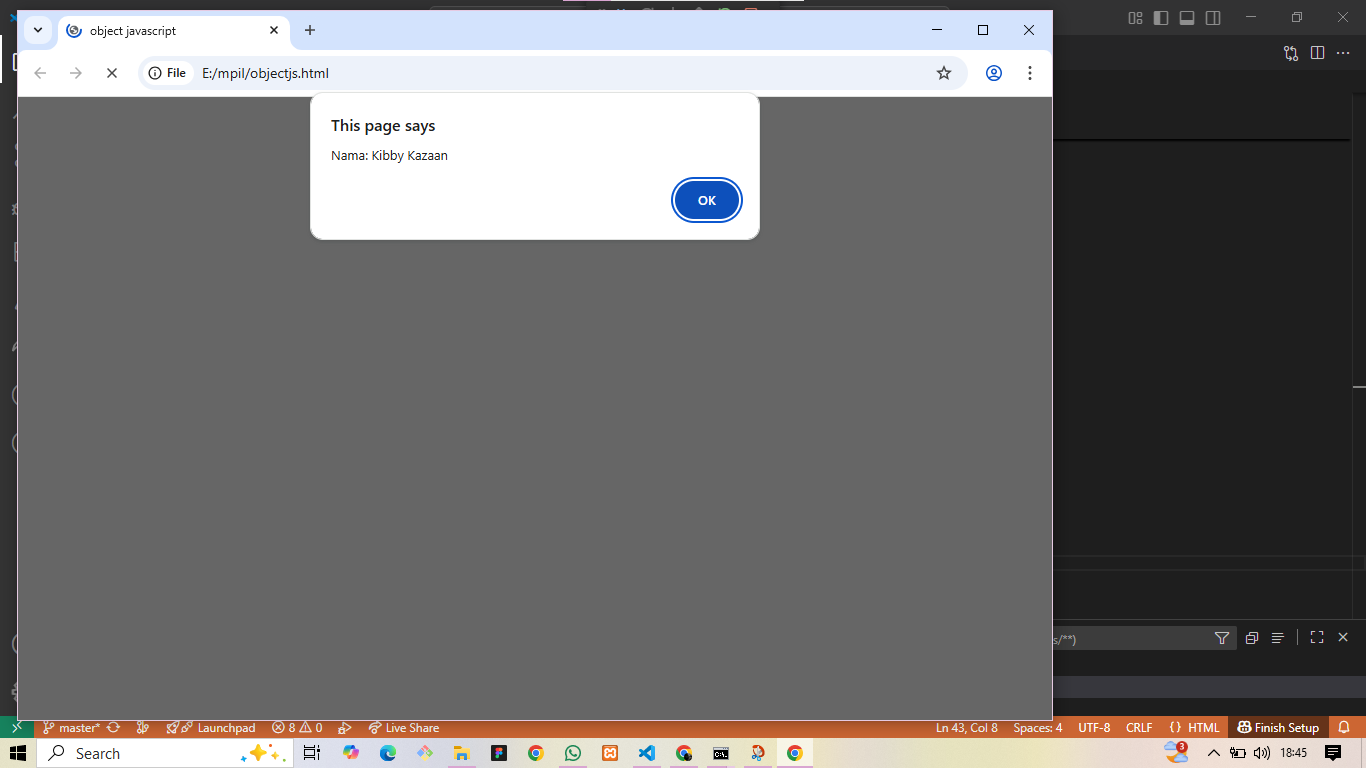 object javascript
File
E:/mpil/objectjs.html
This page says
Nama: Kibby Kazaan
OK
s/**)
master*
Launchpad
8
0
Live Share
Ln 43, Col 8
Spaces: 4
UTF-8
CRLF
{ } HTML
Finish Setup
Search
3
18:45